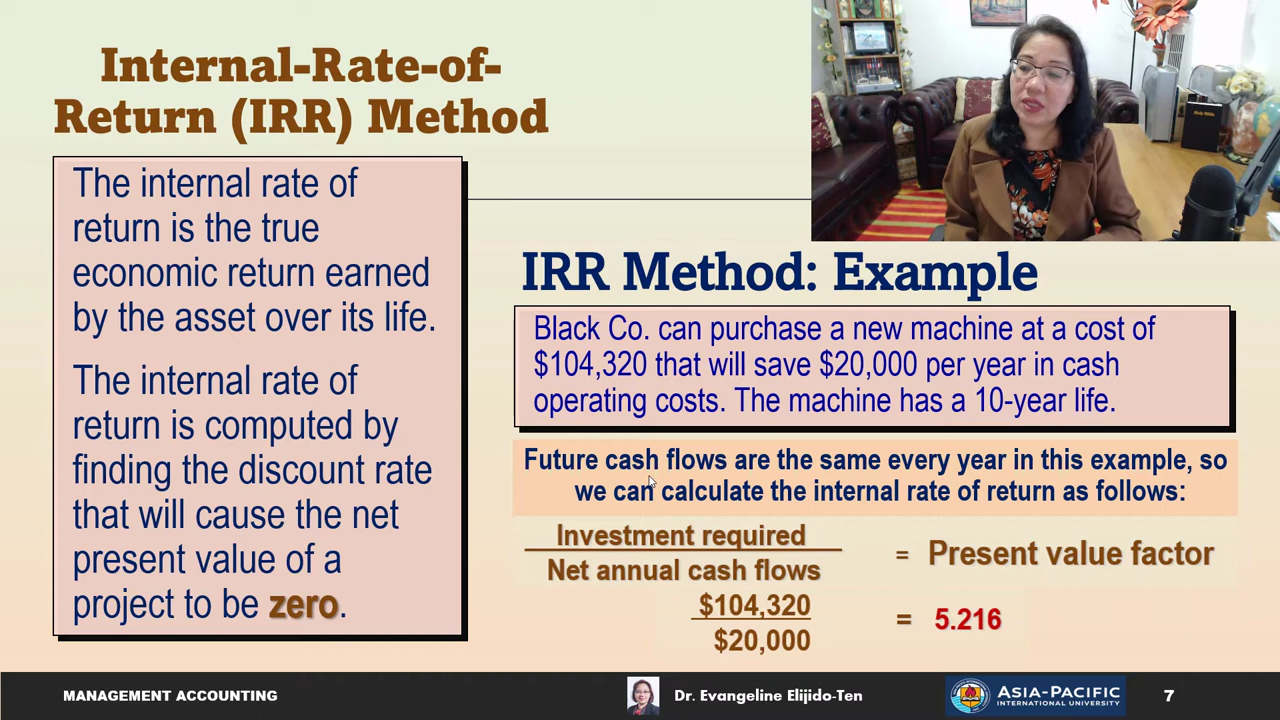 Internal-Rate-of-
Return (IRR) Method
The internal rate of
return is the true
economic return earned
by the asset over its life.
The internal rate of
return is computed by
finding the discount rate
that will cause the net
present value of a
project to be zero.
IRR Method: Example
Black Co. can purchase a new machine at a cost of
$104,320 that will save $20,000 per year in cash
operating costs. The machine has a 10-year life.
Future cash flows are the same every year in this example, so
we can calculate the internal rate of return as follows:
Investment required
Net annual cash flows
= Present value factor
$104,320
$20,000
= 5.216
MANAGEMENT ACCOUNTING
Dr. Evangeline Elijido-Ten
ASIA-PACIFIC
INTERNATIONAL UNIVERSITY
7